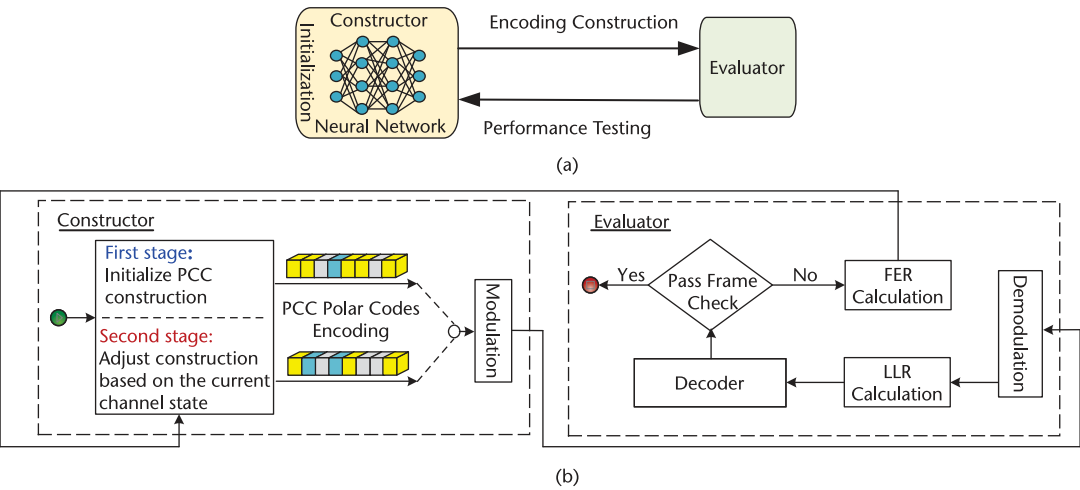 Constructor
Initialization
Neural Network
Encoding Construction
Performance Testing
Evaluator
(a)
Constructor
First stage:
Initialize PCC
construction
Second stage:
Adjust construction
based on the current
channel state
PCC Polar Codes
Encoding
Modulation
Evaluator
Yes
Pass Frame
Check
No
FER
Calculation
Demodulation
Decoder
LLR
Calculation
(b)